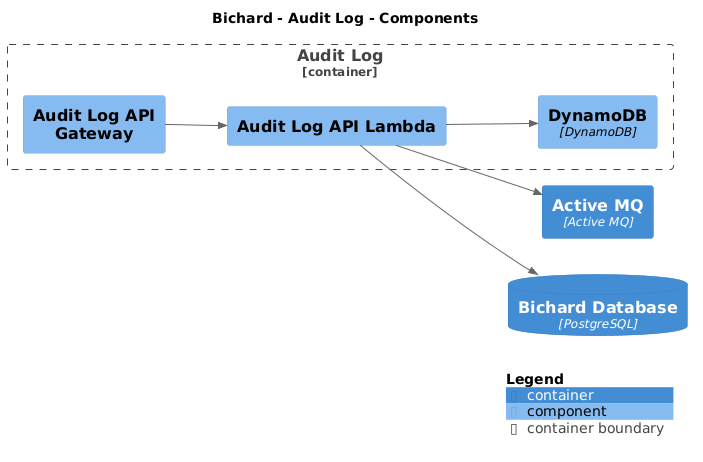 Bichard - Audit Log - Components
Audit Log
[container]
Audit Log API
Gateway
Audit Log API Lambda
DynamoDB
[DynamoDB]
Active MQ
[Active MQ]
Bichard Database
[PostgreSQL]
Legend
container
component
container boundary